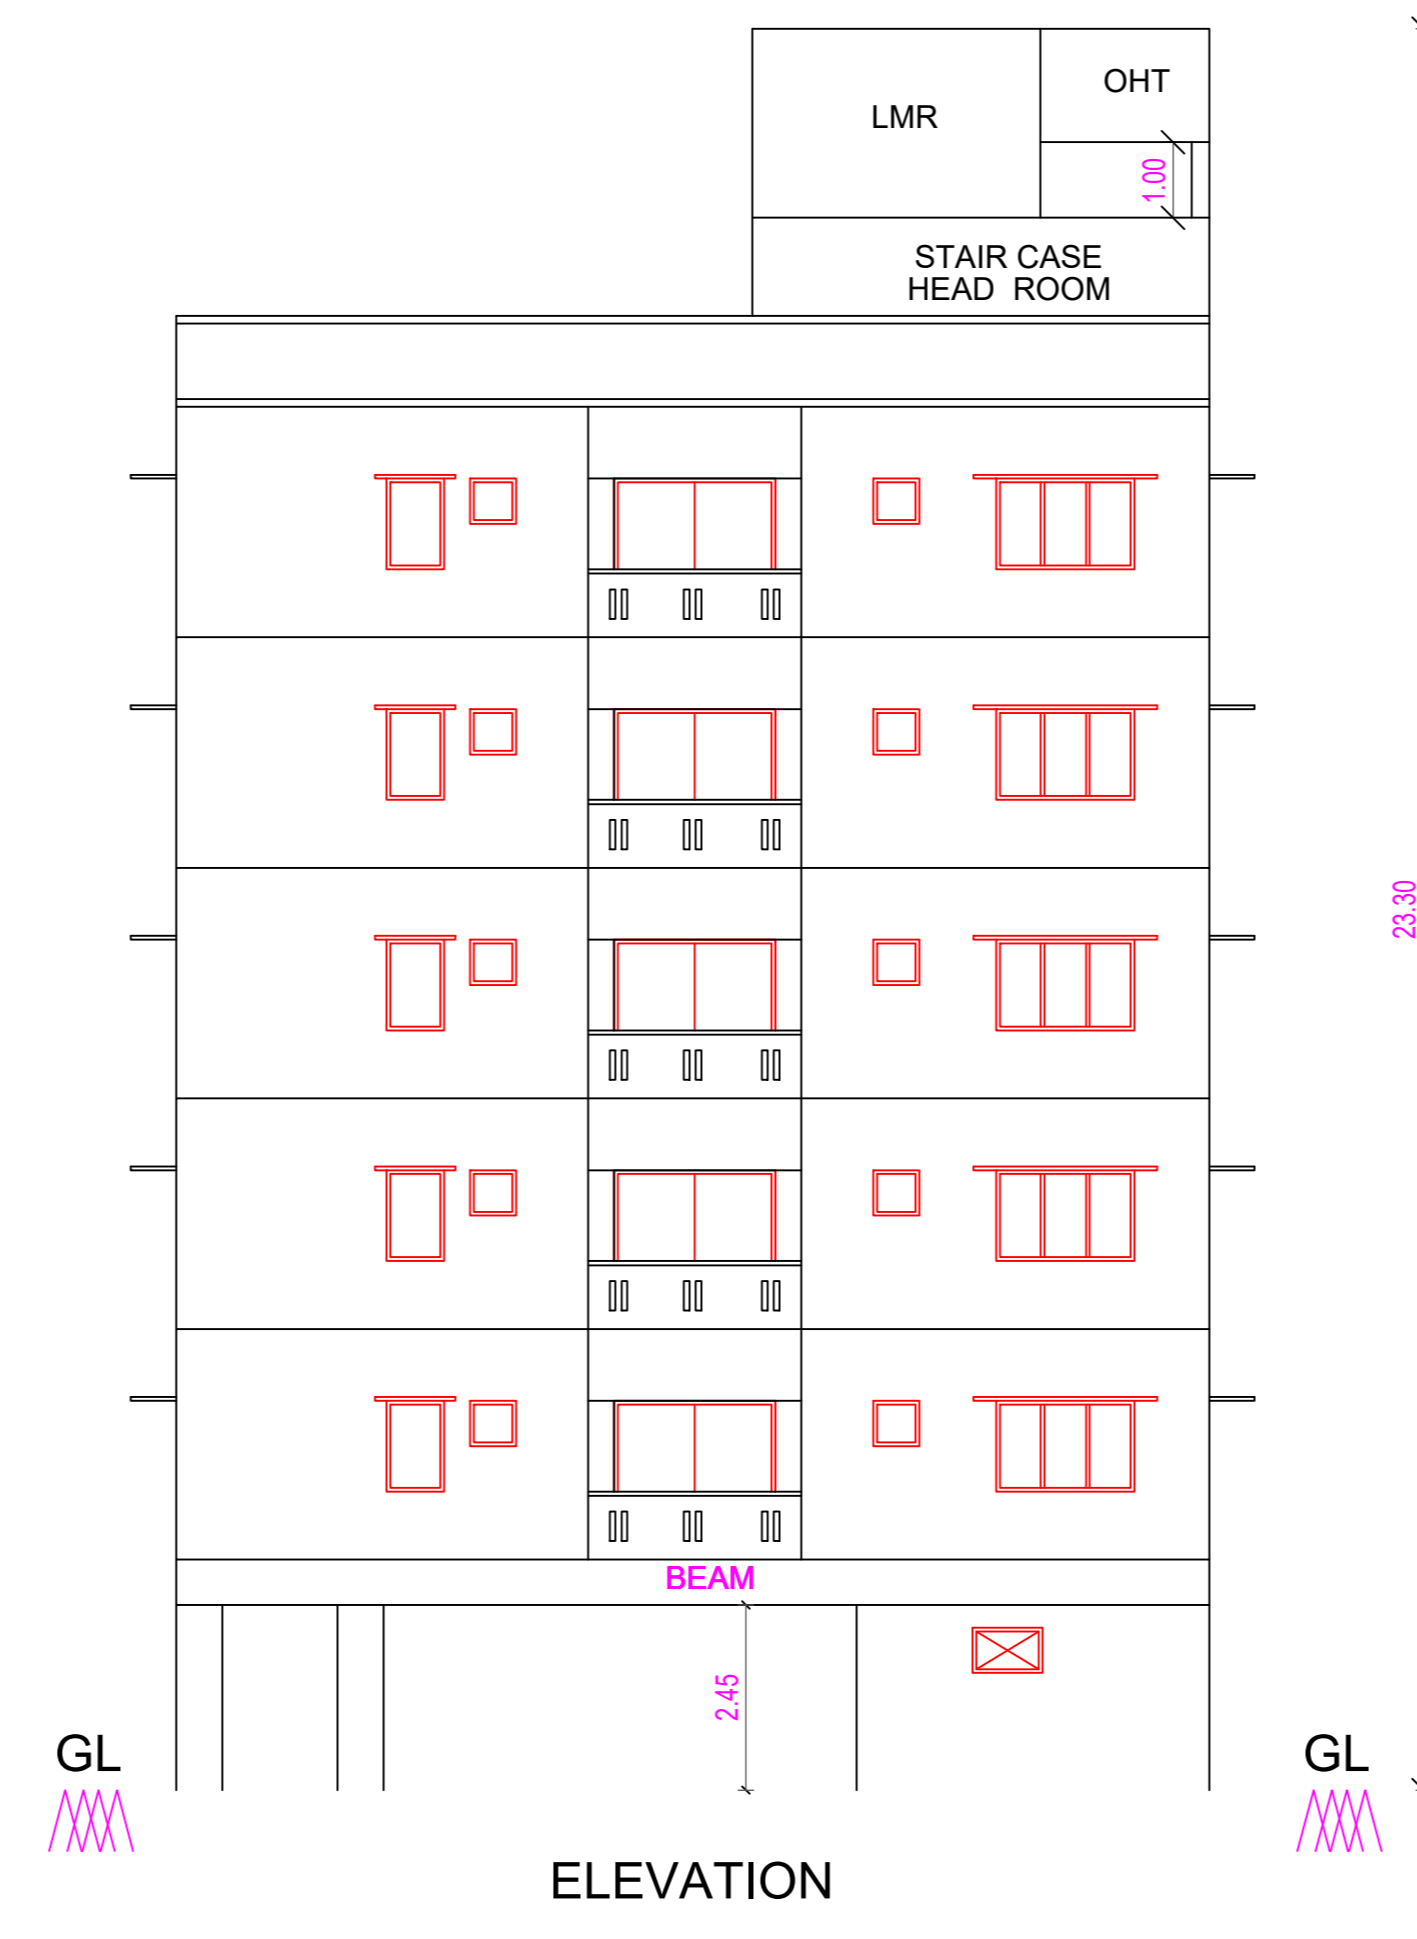 OHT
LMR
1.00
STAIR CASE
HEAD ROOM
23.30
BEAM
2.45
GL
GL
ELEVATION